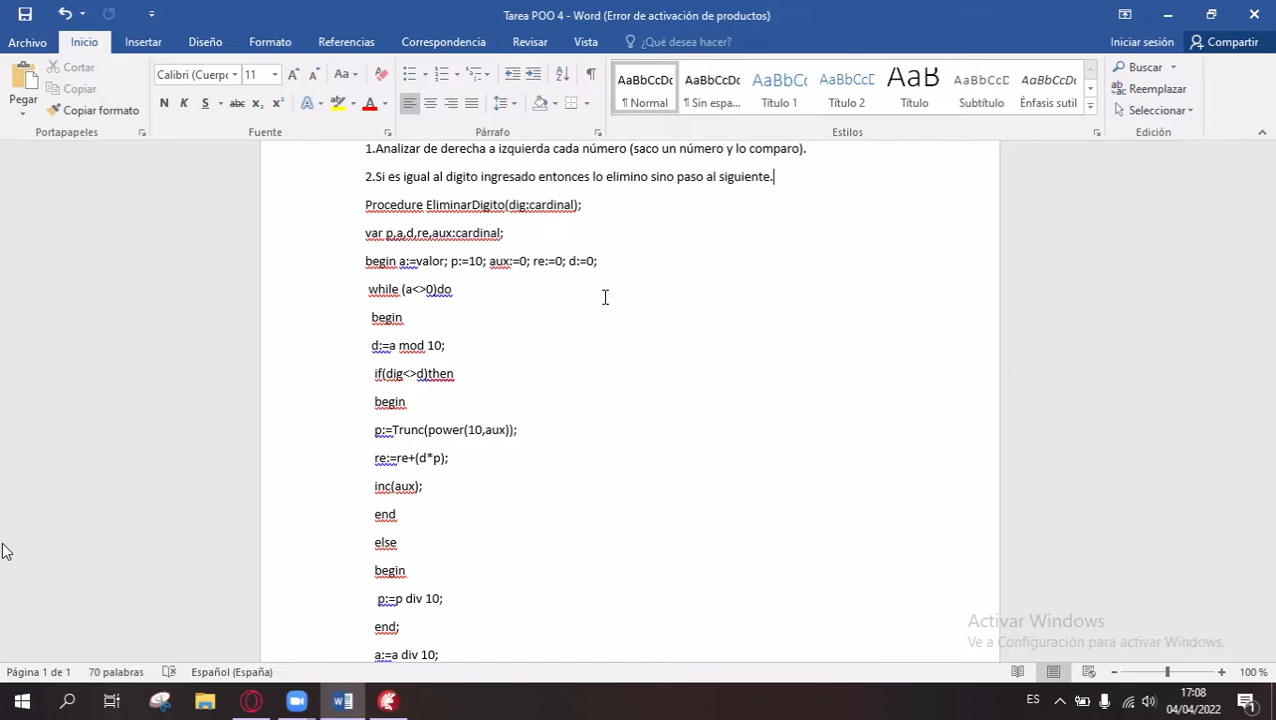 Tarea POO 4 - Word (Error de activación de productos)
Archivo Inicio Insertar Diseño Formato Referencias Correspondencia Revisar Vista ¿Qué desea hacer? Iniciar sesión Compartir
Pegar
Cortar
Copiar
Copiar formato
Portapapeles
Calibri (Cuerpo 11
Aa
N K S abc x₂ x²
A A
Fuente
Párrafo
AaBbCcDc
¶ Normal
AaBbCcDc
¶ Sin espa...
AaBbCc
Título 1
AaBbCcE
Título 2
AaB
Título
AaBbCcD
Subtítulo
AaBbCcDc
Énfasis sutil
Estilos
Buscar
Reemplazar
Seleccionar
Edición
1.Analizar de derecha a izquierda cada número (saco un número y lo comparo).
2.Si es igual al digito ingresado entonces lo elimino sino paso al siguiente.
Procedure EliminarDigito(dig:cardinal);
var p,a,d,re,aux:cardinal;
begin a:=valor; p:=10; aux:=0; re:=0; d:=0;
while (a<>0)do
begin
d:=a mod 10;
if(dig<>d)then
begin
p:=Trunc(power(10,aux));
re:=re+(d*p);
inc(aux);
end
else
begin
p:=p div 10;
end;
a:=a div 10;
Activar Windows
Ve a Configuración para activar Windows.
Página 1 de 1 70 palabras Español (España) 100 %
ES 17:08
04/04/2022
1